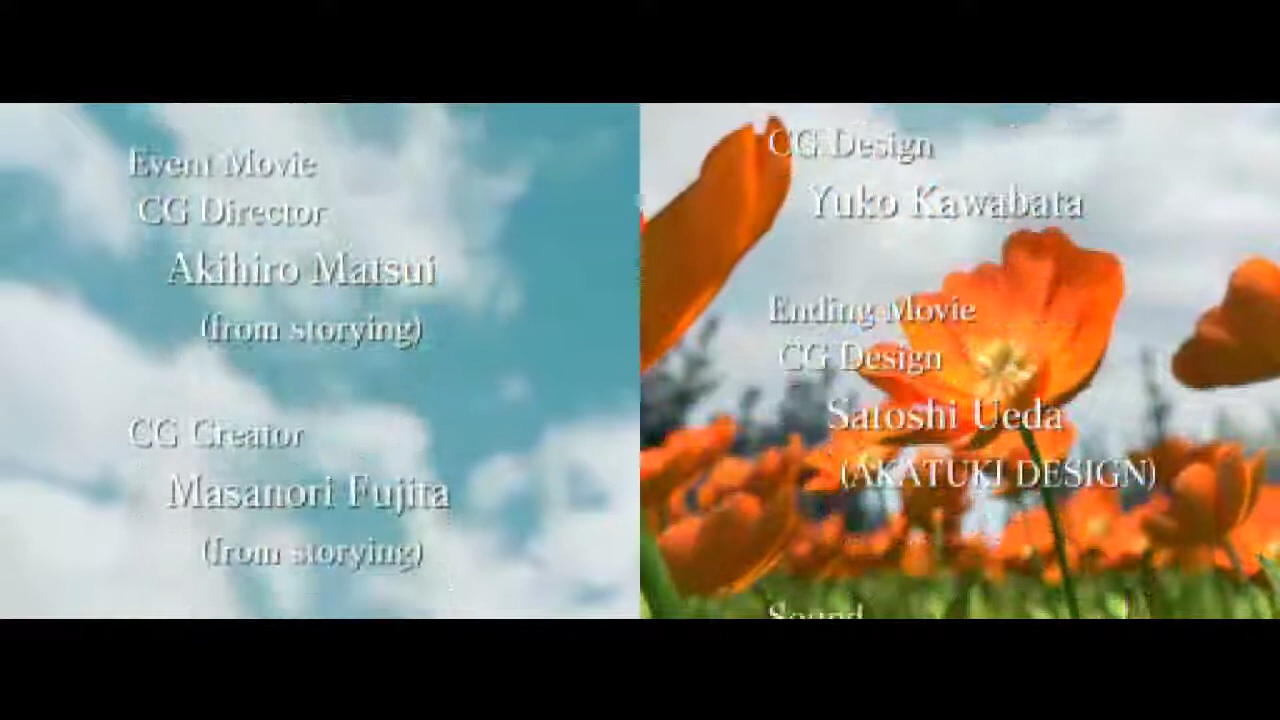 Event Movie
CG Director
Akihiro Matsui
(from storying)
CG Creator
Masanori Fujita
(from storying)
CG Design
Yuko Kawabata
Ending Movie
CG Design
Satoshi Ueda
(AKATUKI DESIGN)
Sound